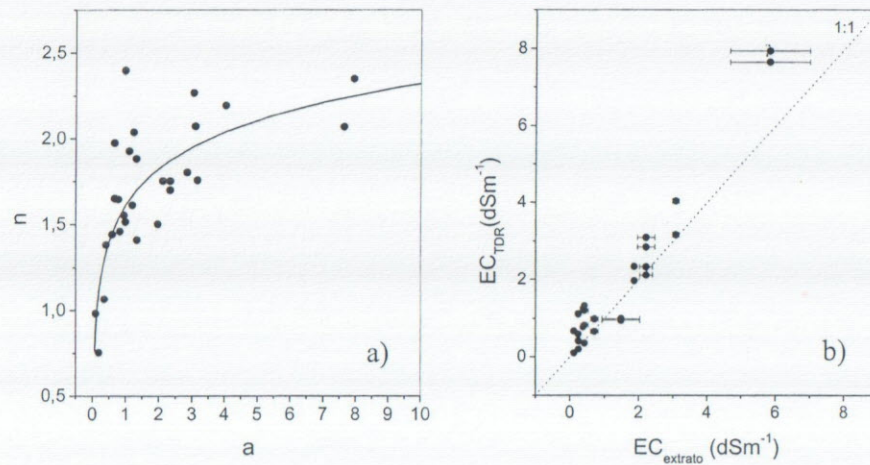 2,5
2,0
1,5
1,0
0,5
n
0 1 2 3 4 5 6 7 8 9 10
a
a)
8
6
4
2
0
EC_TDR (dSm⁻¹)
0 2 4 6 8
EC_extrato (dSm⁻¹)
1:1
b)